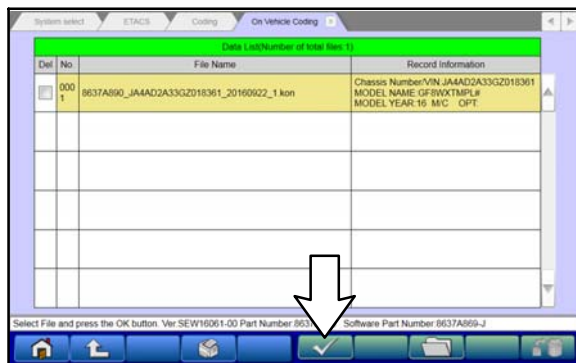 System select
ETACS
Coding
On Vehicle Coding
Data List(Number of total files 1)
Del No. File Name Record Information
000
1
8637A890_JA4AD2A33GZ018361_20160922_1.kon
Chassis Number/VIN:JA4AD2A33GZ018361
MODEL NAME:GF8WXTMPL#
MODEL YEAR:16 M/C OPT:
Select File and press the OK button. Ver:SEW16061-00 Part Number:8637 Software Part Number:8637A869-J